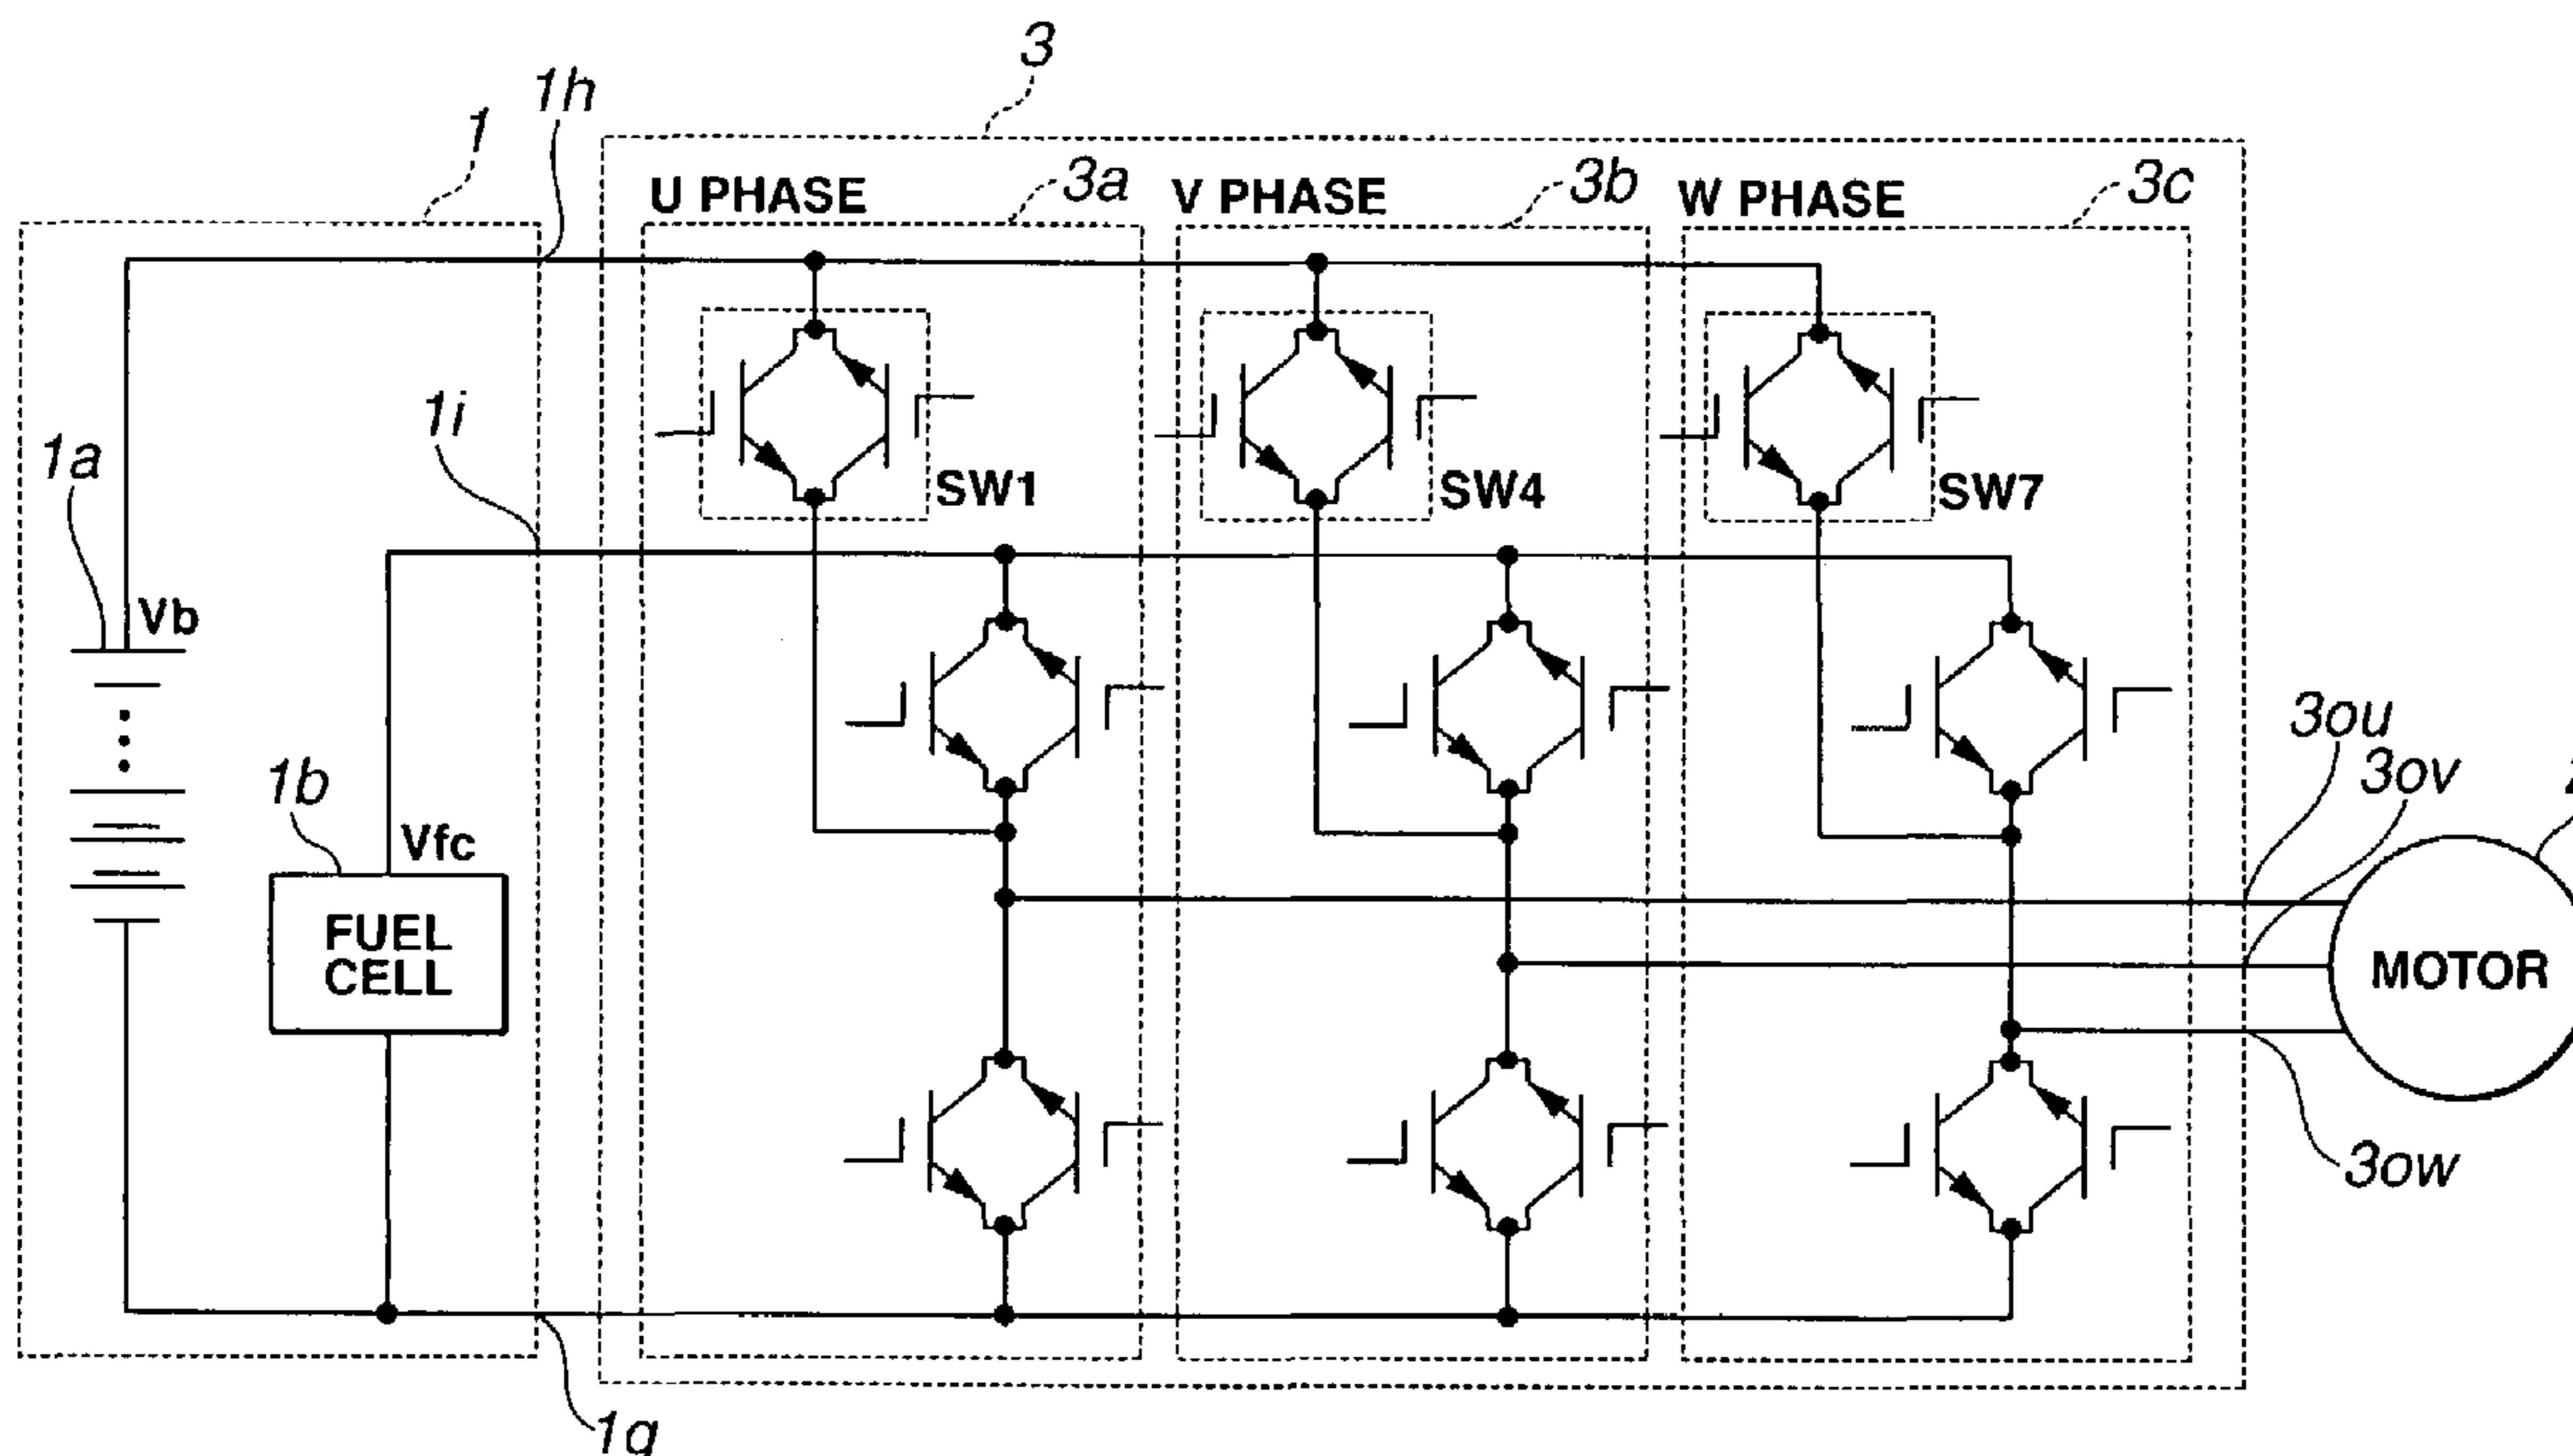 3
1h
1
U PHASE
3a
V PHASE
3b
W PHASE
3c
1i
1a
SW1
SW4
SW7
Vb
1b
Vfc
3ou
3ov
FUEL
CELL
MOTOR
3ow
1g